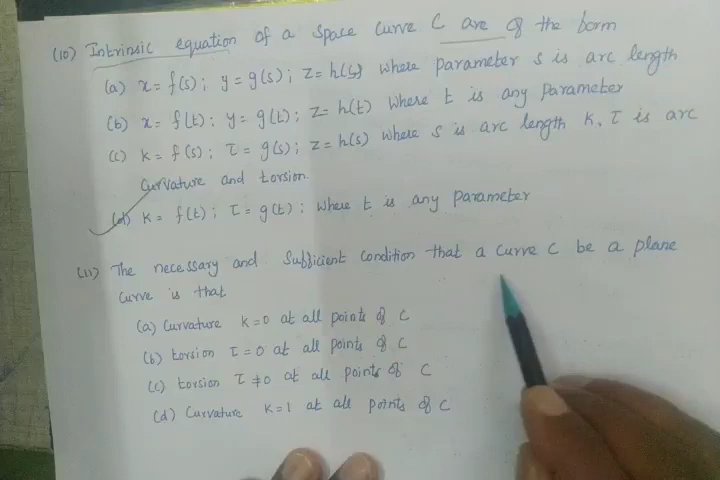 (10) Intrinsic equation of a space curve C are of the form
(a) x = f(s); y = g(s); z = h(s) where parameter s is arc length
(b) x = f(t); y = g(t); z = h(t) where t is any parameter
(c) k = f(s); τ = g(s); z = h(s) where s is arc length k, τ is arc
curvature and torsion.
(d) k = f(t); τ = g(t); where t is any parameter
(11) The necessary and sufficient condition that a curve C be a plane
curve is that
(a) curvature k=0 at all points of C
(b) torsion τ=0 at all points of C
(c) torsion τ≠0 at all points of C
(d) curvature k=1 at all points of C